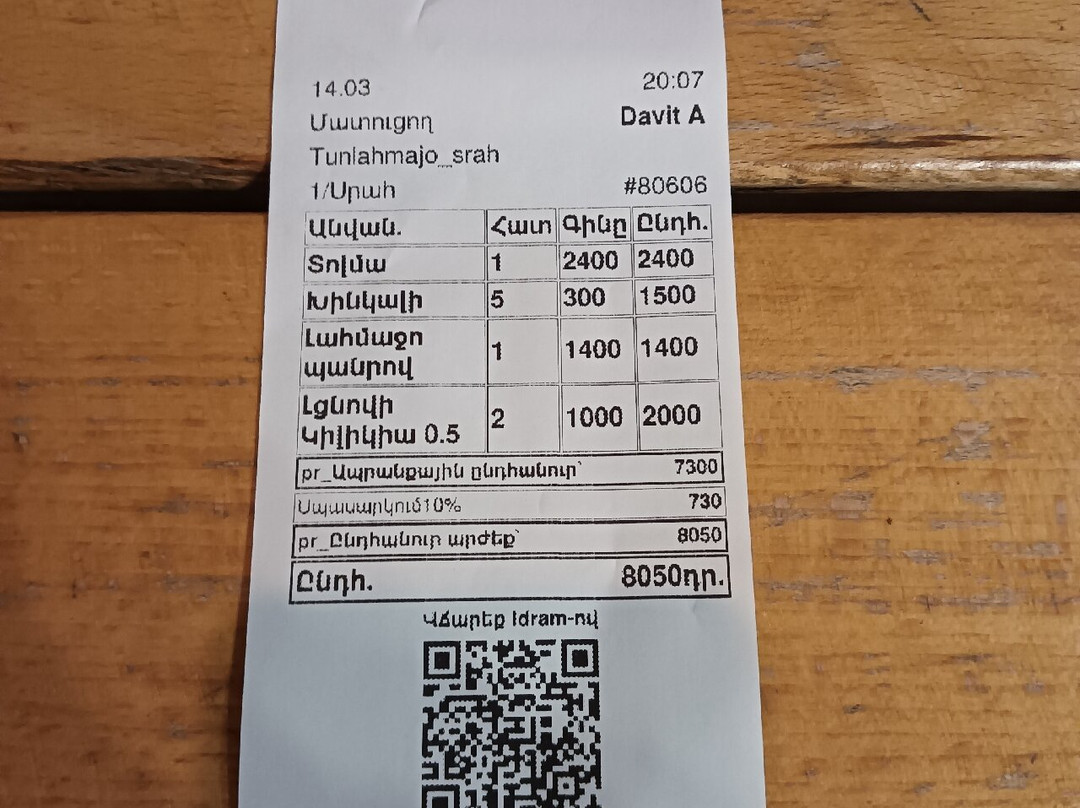 14.03 20:07
Մատուցող Davit A
Tunlahmajo_srah
1/Սրահ #80606
Անվան. Հատ Գինը Ընդհ.
Տոլմա 1 2400 2400
Խինկալի 5 300 1500
Լահմաջո
պանրով 1 1400 1400
Լցնովի
Կիլիկիա 0.5 2 1000 2000
pr_Ապրանքային ընդհանուր՝ 7300
Սպասարկում10% 730
pr_Ընդհանուր արժեք՝ 8050
Ընդհ. 8050դր.
Վճարեք Idram-ով